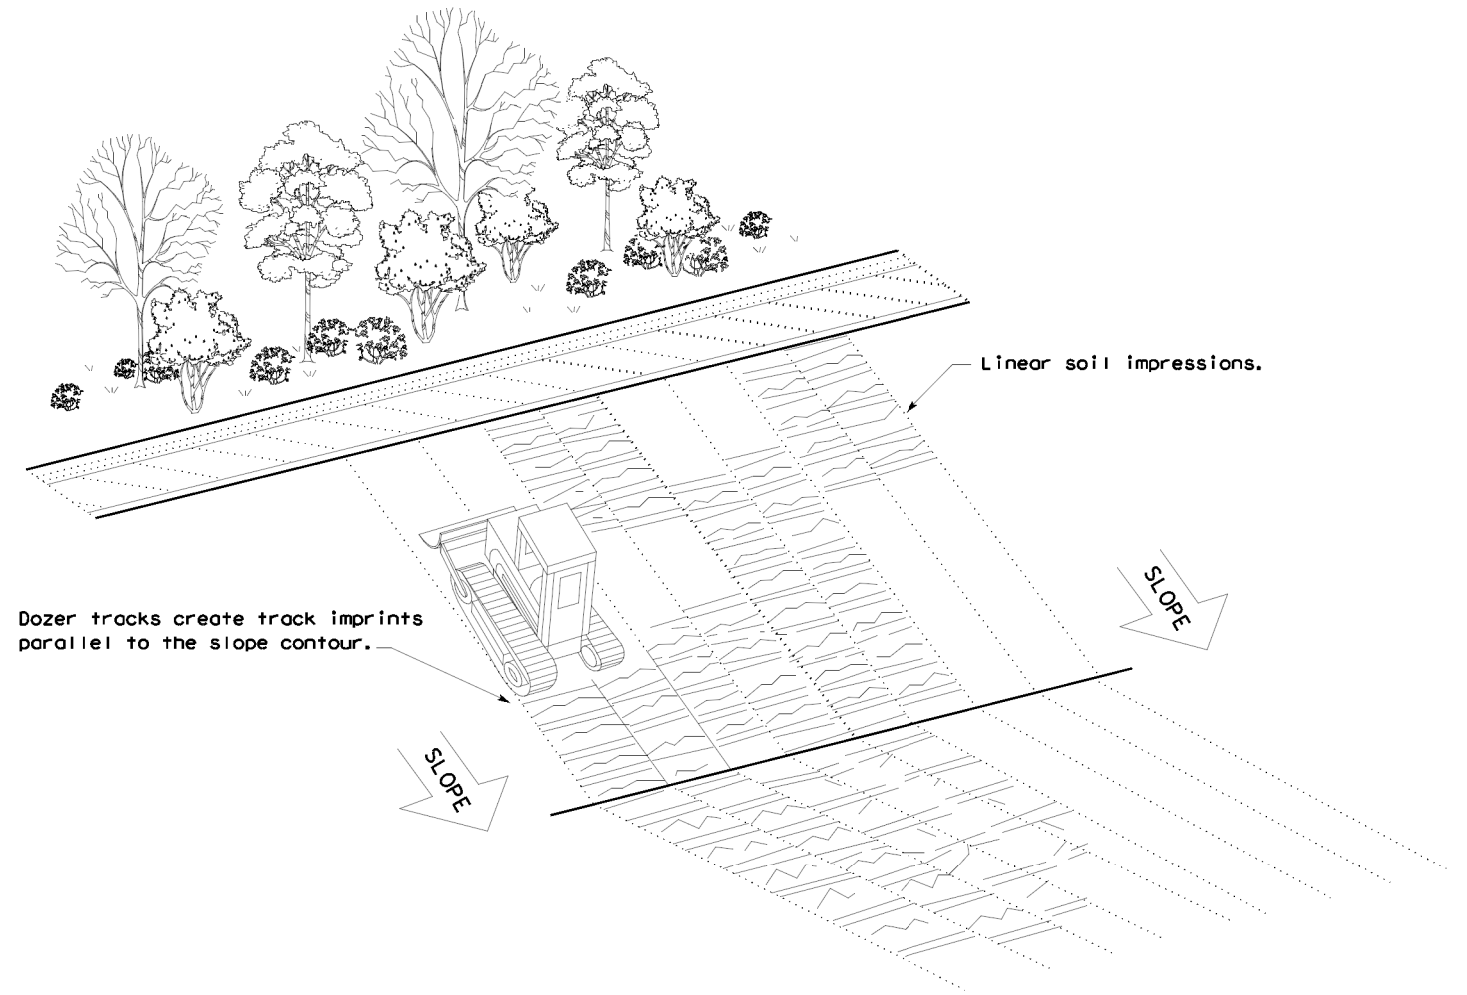 Linear soil impressions.
Dozer tracks create track imprints
parallel to the slope contour.
SLOPE
SLOPE